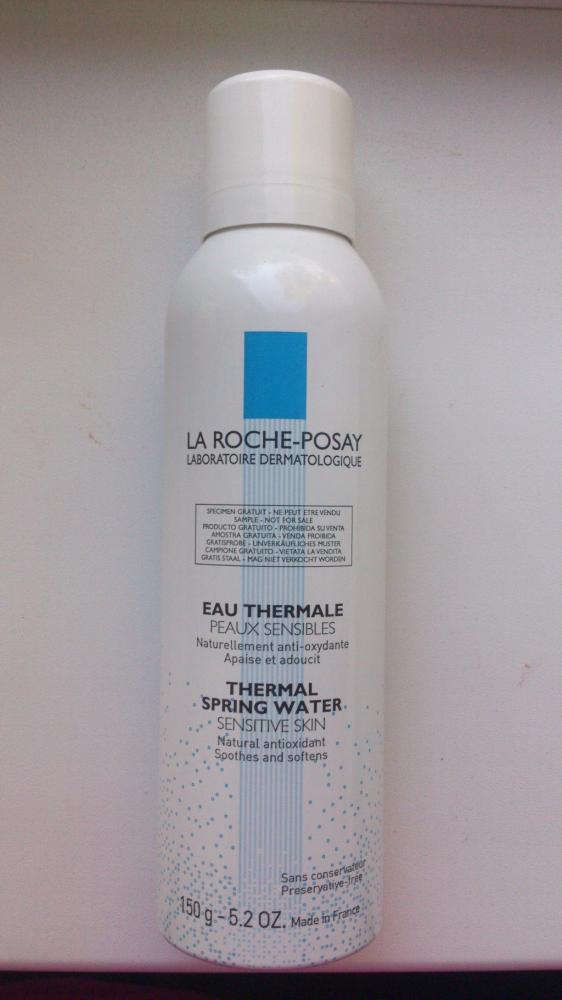 LA ROCHE-POSAY
LABORATOIRE DERMATOLOGIQUE
SPECIMEN GRATUIT - NE PEUT ETRE VENDU
SAMPLE - NOT FOR SALE
PRODUCTO GRATUITO - PROHIBIDA SU VENTA
AMOSTRA GRATUITA - VENDA PROIBIDA
GRATISPROBE - UNVERKÄUFLICHES MUSTER
CAMPIONE GRATUITO - VIETATA LA VENDITA
GRATIS STAAL - MAG NIET VERKOCHT WORDEN
EAU THERMALE
PEAUX SENSIBLES
Naturellement anti-oxydante
Apaise et adoucit
THERMAL
SPRING WATER
SENSITIVE SKIN
Natural antioxidant
Soothes and softens
Sans conservateur
Preservative-free
150 g - 5.2 OZ. Made in France